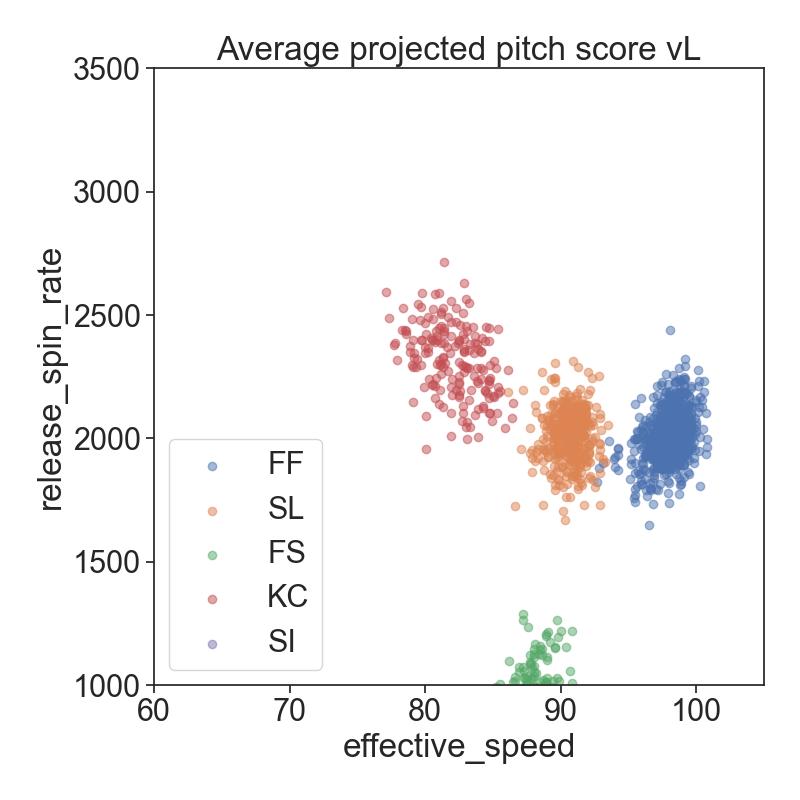 Average projected pitch score vL
3500
3000
2500
2000
1500
1000
release_spin_rate
FF
SL
FS
KC
SI
60 70 80 90 100
effective_speed